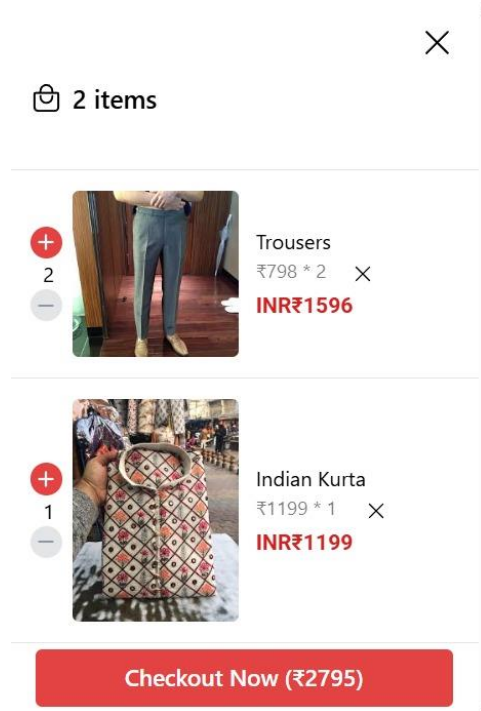 2 items
2
Trousers
₹798 * 2
INR₹1596
1
Indian Kurta
₹1199 * 1
INR₹1199
Checkout Now (₹2795)